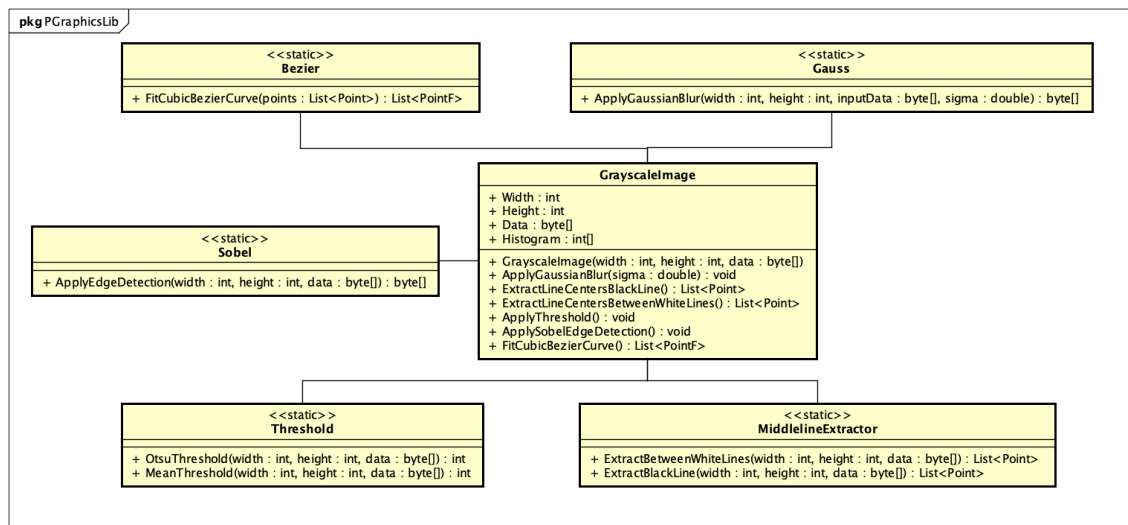 pkg PGraphicsLib
<<static>>
Bezier
+ FitCubicBezierCurve(points : List<Point>) : List<PointF>
<<static>>
Gauss
+ ApplyGaussianBlur(width : int, height : int, inputData : byte[], sigma : double) : byte[]
GrayscaleImage
+ Width : int
+ Height : int
+ Data : byte[]
+ Histogram : int[]
+ GrayscaleImage(width : int, height : int, data : byte[])
+ ApplyGaussianBlur(sigma : double) : void
+ ExtractLineCentersBlackLine() : List<Point>
+ ExtractLineCentersBetweenWhiteLines() : List<Point>
+ ApplyThreshold() : void
+ ApplySobelEdgeDetection() : void
+ FitCubicBezierCurve() : List<PointF>
<<static>>
Sobel
+ ApplyEdgeDetection(width : int, height : int, data : byte[]) : byte[]
<<static>>
Threshold
+ OtsuThreshold(width : int, height : int, data : byte[]) : int
+ MeanThreshold(width : int, height : int, data : byte[]) : int
<<static>>
MiddlelineExtractor
+ ExtractBetweenWhiteLines(width : int, height : int, data : byte[]) : List<Point>
+ ExtractBlackLine(width : int, height : int, data : byte[]) : List<Point>